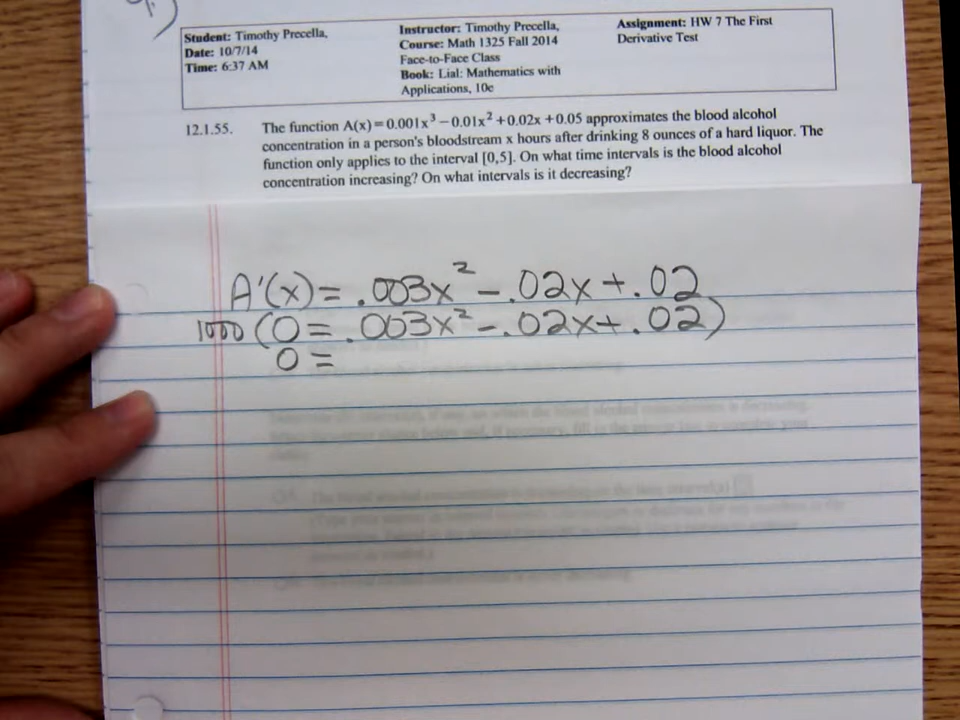 Student: Timothy Precella,
Date: 10/7/14
Time: 6:37 AM
Instructor: Timothy Precella,
Course: Math 1325 Fall 2014
Face-to-Face Class
Book: Lial: Mathematics with
Applications, 10e
Assignment: HW 7 The First
Derivative Test
12.1.55. The function A(x)=0.001x³−0.01x²+0.02x+0.05 approximates the blood alcohol
concentration in a person's bloodstream x hours after drinking 8 ounces of a hard liquor. The
function only applies to the interval [0,5]. On what time intervals is the blood alcohol
concentration increasing? On what intervals is it decreasing?
A'(x)=.003x²−.02x+.02
1000(0=.003x²−.02x+.02)
0=